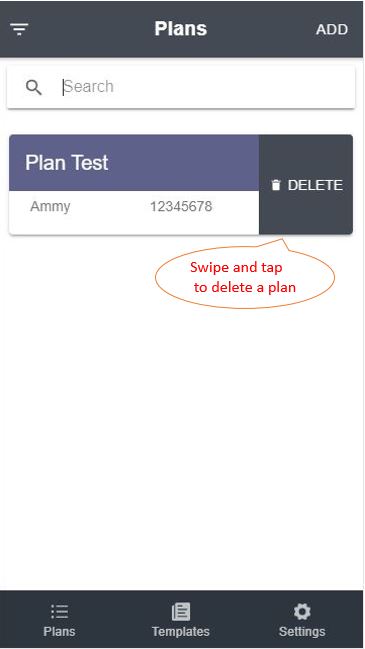 Plans
ADD
Search
Plan Test
DELETE
Ammy 12345678
Swipe and tap
to delete a plan
Plans Templates Settings